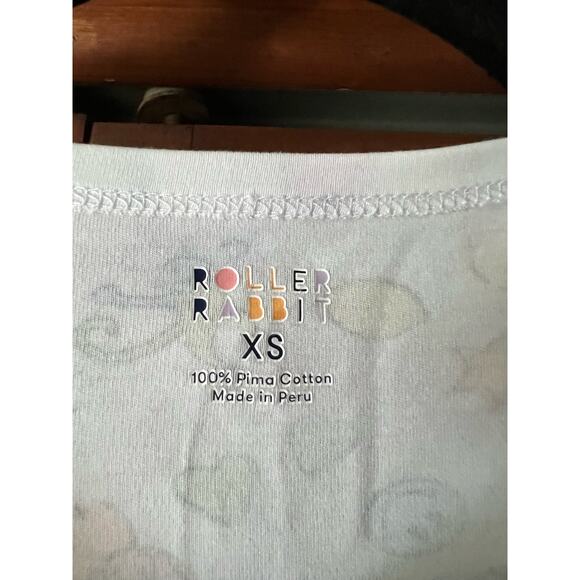 ROLLER
RABBIT
XS
100% Pima Cotton
Made in Peru